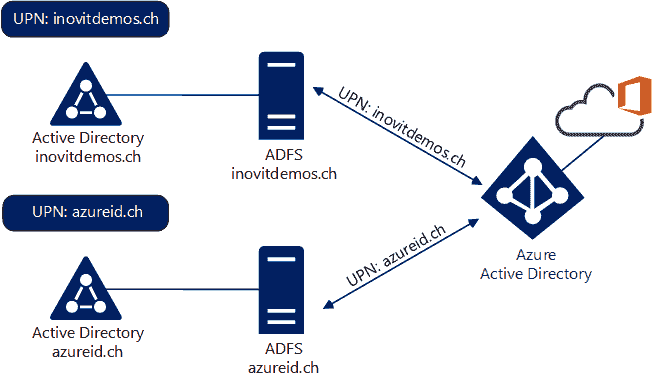 UPN: inovitdemos.ch
Active Directory
inovitdemos.ch
ADFS
inovitdemos.ch
UPN: inovitdemos.ch
UPN: azureid.ch
Active Directory
azureid.ch
ADFS
azureid.ch
UPN: azureid.ch
Azure
Active Directory